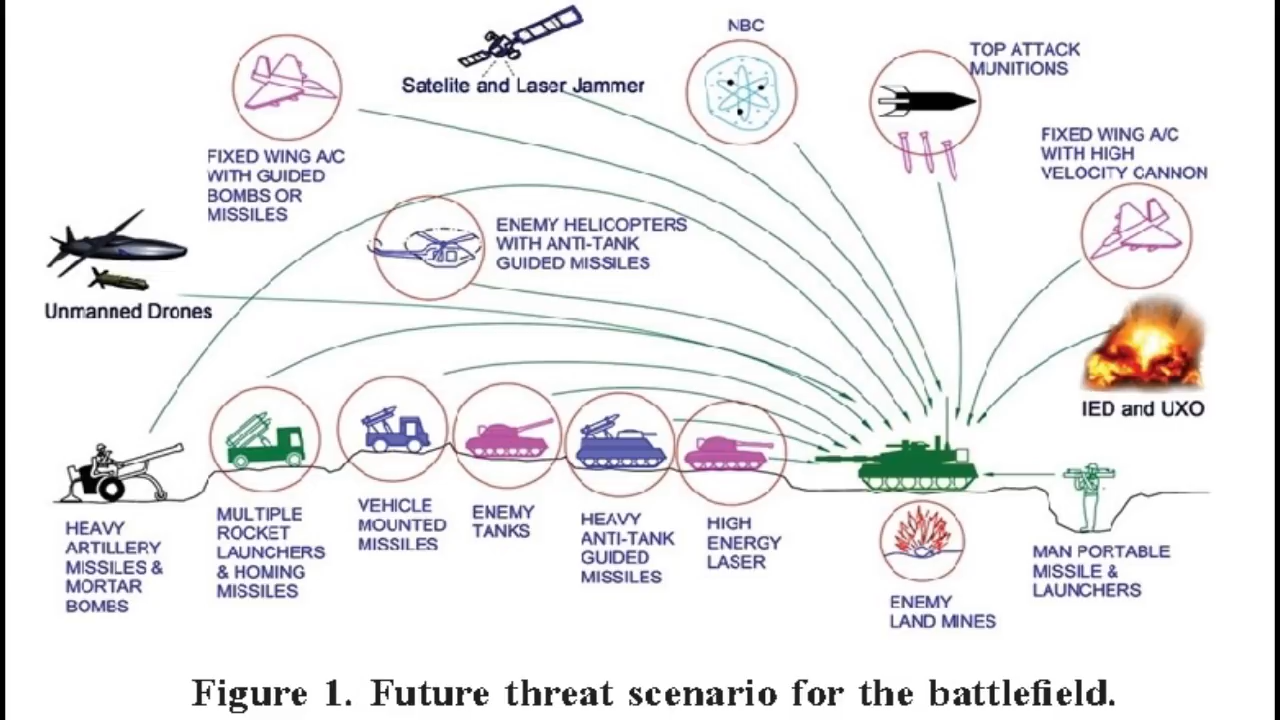 NBC
TOP ATTACK
MUNITIONS
Satelite and Laser Jammer
FIXED WING A/C
WITH GUIDED
BOMBS OR
MISSILES
FIXED WING A/C
WITH HIGH
VELOCITY CANNON
ENEMY HELICOPTERS
WITH ANTI-TANK
GUIDED MISSILES
Unmanned Drones
IED and UXO
HEAVY
ARTILLERY
MISSILES &
MORTAR
BOMBS
MULTIPLE
ROCKET
LAUNCHERS
& HOMING
MISSILES
VEHICLE
MOUNTED
MISSILES
ENEMY
TANKS
HEAVY
ANTI-TANK
GUIDED
MISSILES
HIGH
ENERGY
LASER
ENEMY
LAND MINES
MAN PORTABLE
MISSILE &
LAUNCHERS
Figure 1. Future threat scenario for the battlefield.